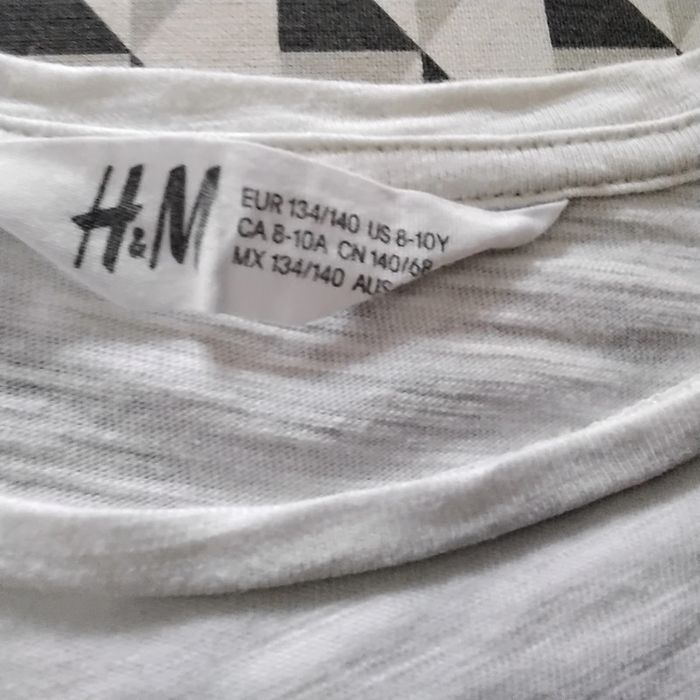 H&M
EUR 134/140 US 8-10Y
CA 8-10A CN 140/68
MX 134/140 AUS